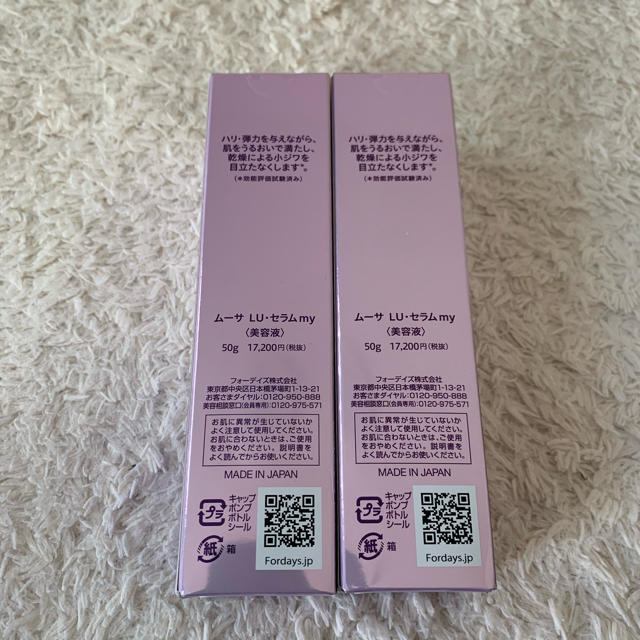 ハリ・弾力を与えながら、
肌をうるおいで満たし、
乾燥による小ジワを
目立たなくします*。
(*効能評価試験済み)
ムーサ LU・セラムmy
〈美容液〉
50g 17,200円(税抜)
フォーデイズ株式会社
東京都中央区日本橋茅場町1-13-21
お客さまダイヤル:0120-950-888
美容相談窓口(会員専用):0120-975-571
お肌に異常が生じていないか
よく注意して使用してください。
お肌に合わないときは、ご使用
をおやめください。説明書を
よく読んでからお使いください。
MADE IN JAPAN
プラ
キャップ
ポンプ
ボトル
シール
紙 箱
Fordays.jp
ハリ・弾力を与えながら、
肌をうるおいで満たし、
乾燥による小ジワを
目立たなくします*。
(*効能評価試験済み)
ムーサ LU・セラムmy
〈美容液〉
50g 17,200円(税抜)
フォーデイズ株式会社
東京都中央区日本橋茅場町1-13-21
お客さまダイヤル:0120-950-888
美容相談窓口(会員専用):0120-975-571
お肌に異常が生じていないか
よく注意して使用してください。
お肌に合わないときは、ご使用
をおやめください。説明書を
よく読んでからお使いください。
MADE IN JAPAN
プラ
キャップ
ポンプ
ボトル
シール
紙 箱
Fordays.jp